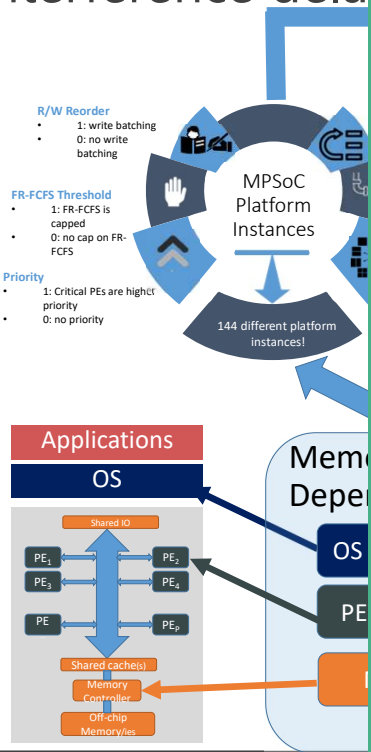 R/W Reorder
• 1: write batching
• 0: no write
batching
MPSoC
Platform
Instances
FR-FCFS Threshold
• 1: FR-FCFS is
capped
• 0: no cap on FR-
FCFS
Priority
• 1: Critical PEs are higher
priority
• 0: no priority
144 different platform
instances!
Applications
OS
Shared IO
PE1
PE2
PE3
PE4
PE
PEP
Shared cache(s)
Memory
Controller
Off-chip
Memory/ies
OS
PE